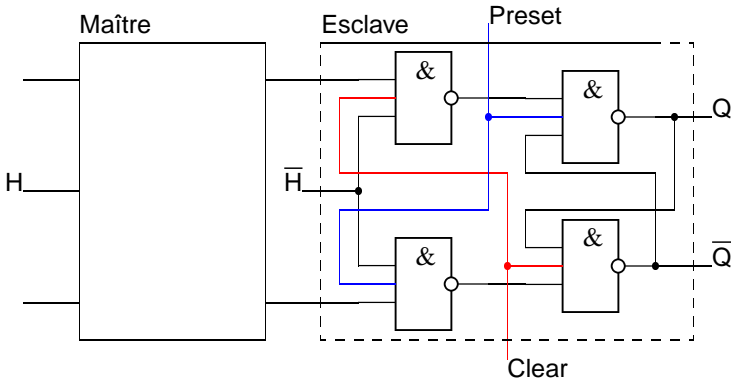 Maître
Esclave
Preset
&
&
Q
H
H̅
&
&
Q̅
Clear